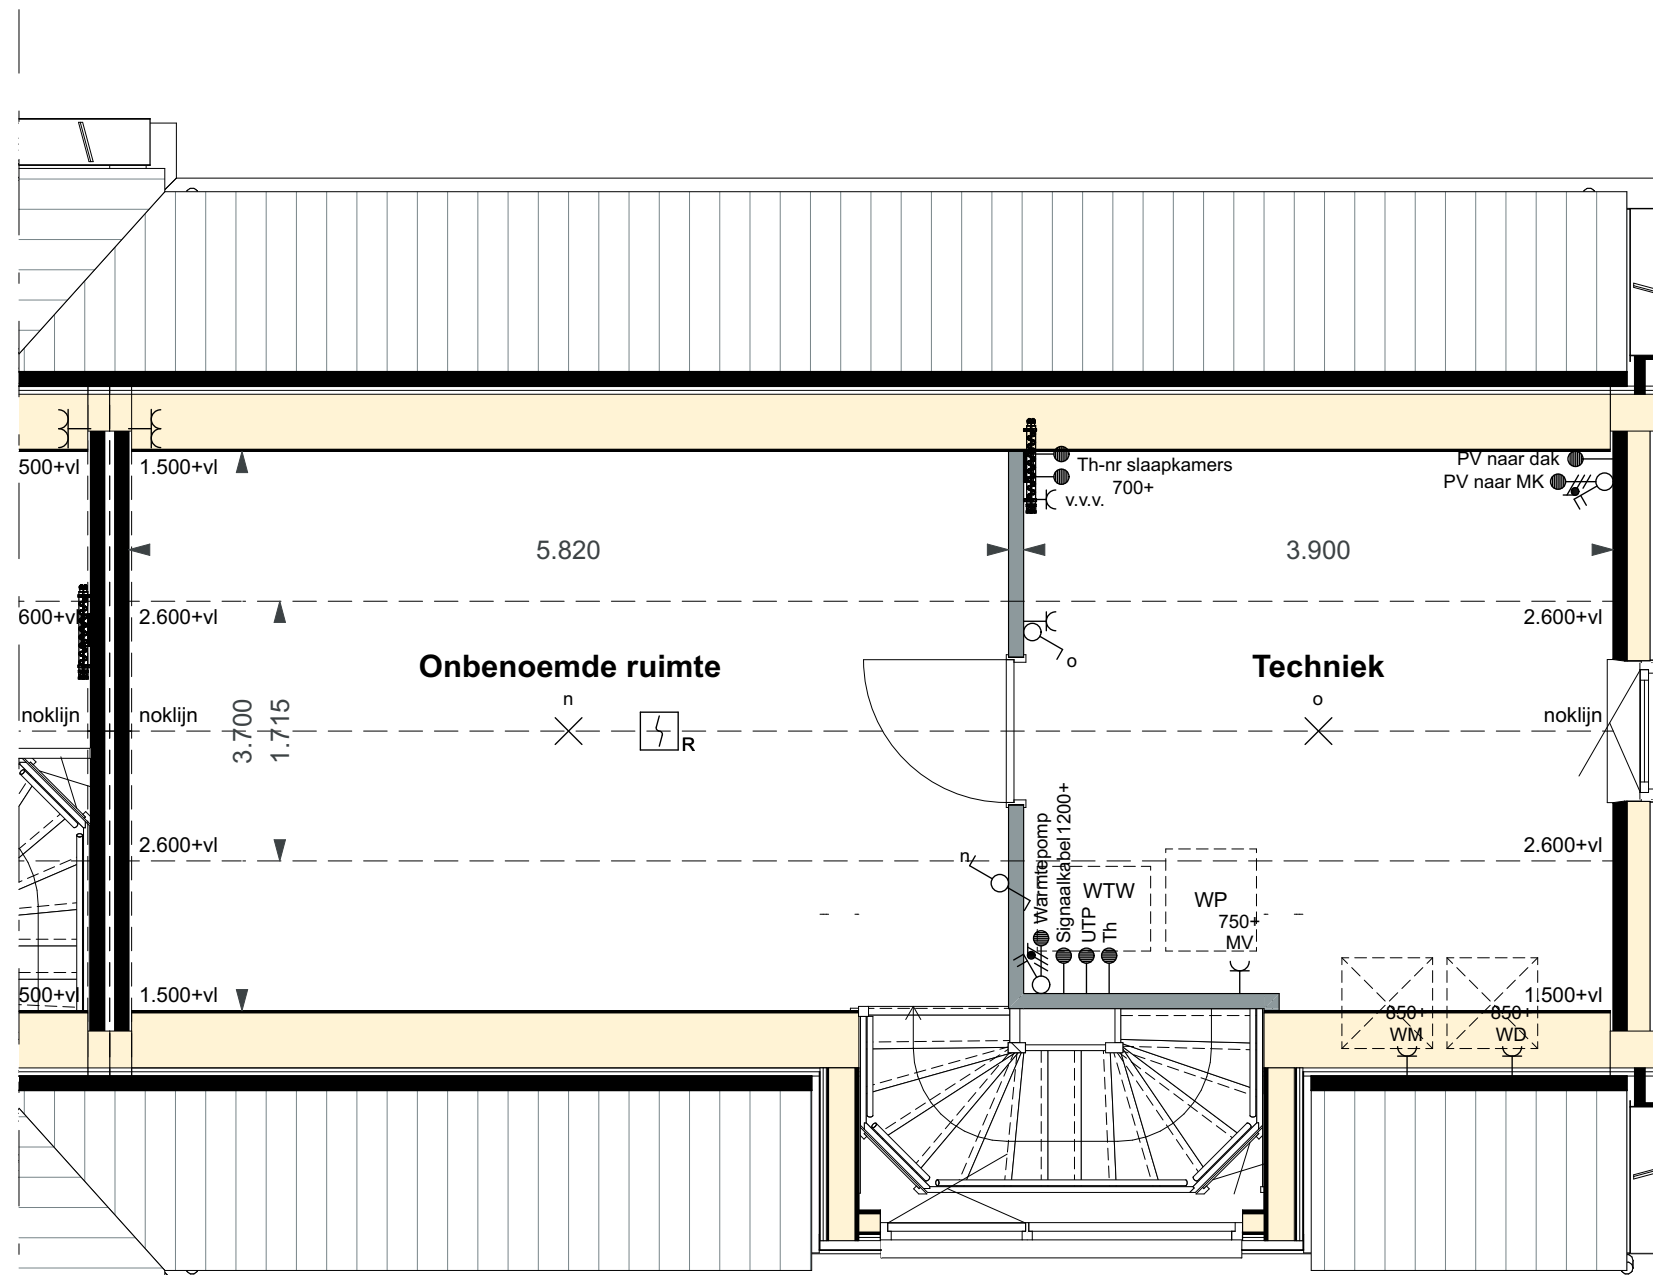 500+vl
1.500+vl
Th-nr slaapkamers
700+
v.v.v.
PV naar dak
PV naar MK
5.820
3.900
600+vl
2.600+vl
2.600+vl
o
Onbenoemde ruimte
Techniek
n
o
noklijn
noklijn
noklijn
R
3.700
1.715
2.600+vl
2.600+vl
n
Warmtepomp
Signaalkabel1200+
UTP
Th
WTW
WP
750+
MV
500+vl
1.500+vl
1.500+vl
850+
WM
850+
WD